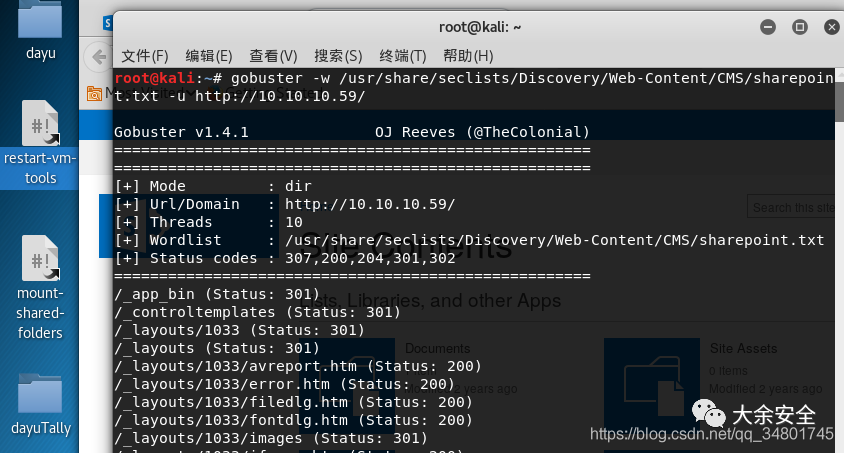 root@kali: ~
文件(F) 编辑(E) 查看(V) 搜索(S) 终端(T) 帮助(H)
root@kali:~# gobuster -w /usr/share/seclists/Discovery/Web-Content/CMS/sharepoin
t.txt -u http://10.10.10.59/
Gobuster v1.4.1 OJ Reeves (@TheColonial)
=====================================================
=====================================================
[+] Mode : dir
[+] Url/Domain : http://10.10.10.59/
[+] Threads : 10
[+] Wordlist : /usr/share/seclists/Discovery/Web-Content/CMS/sharepoint.txt
[+] Status codes : 307,200,204,301,302
=====================================================
/_app_bin (Status: 301)
/_controltemplates (Status: 301)
/_layouts/1033 (Status: 301)
/_layouts (Status: 301)
/_layouts/1033/avreport.htm (Status: 200)
/_layouts/1033/error.htm (Status: 200)
/_layouts/1033/filedlg.htm (Status: 200)
/_layouts/1033/fontdlg.htm (Status: 200)
/_layouts/1033/images (Status: 301)
dayu
restart-vm-
tools
mount-
shared-
folders
dayuTally
Search this site
Site Contents
Lists, Libraries, and other Apps
Documents
Modified 2 years ago
Site Assets
0 items
Modified 2 years ago
大余安全
https://blog.csdn.net/qq_34801745